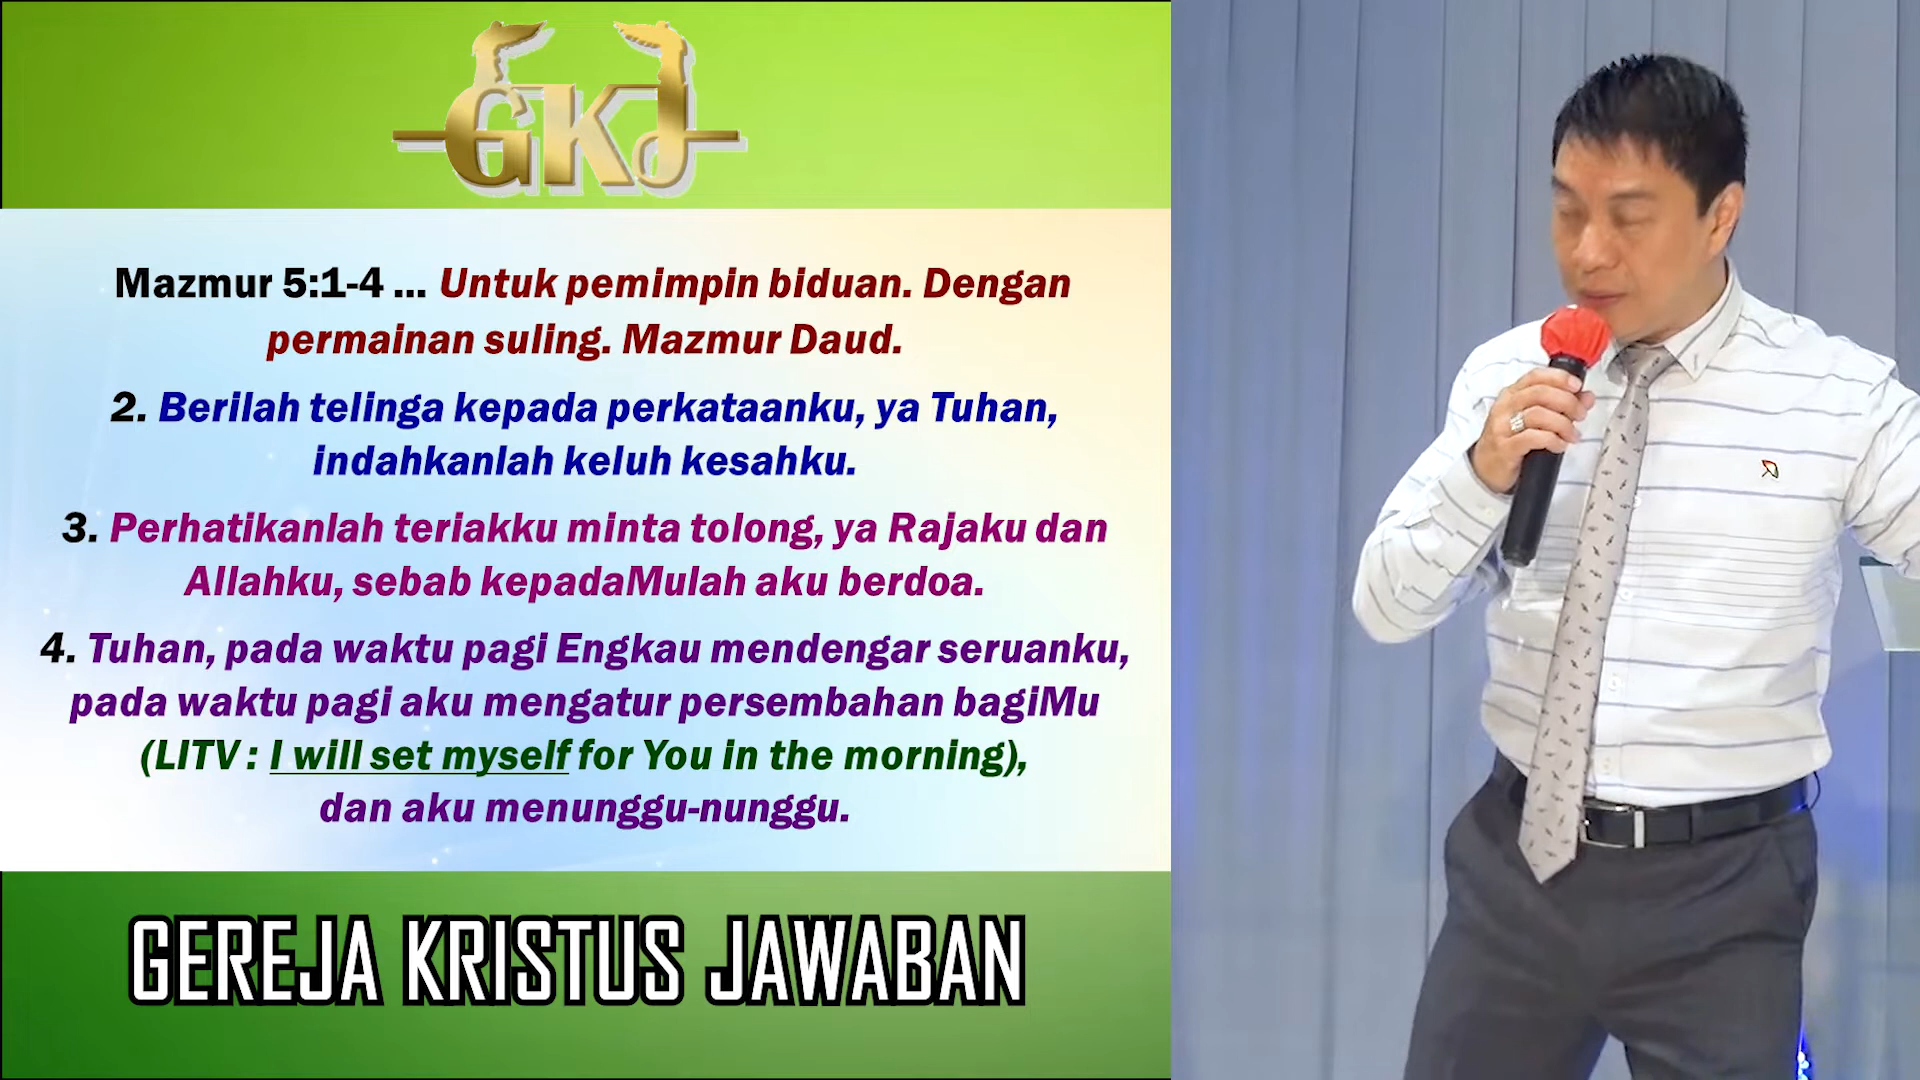 GKJ
Mazmur 5:1-4 ... Untuk pemimpin biduan. Dengan
permainan suling. Mazmur Daud.
2. Berilah telinga kepada perkataanku, ya Tuhan,
indahkanlah keluh kesahku.
3. Perhatikanlah teriakku minta tolong, ya Rajaku dan
Allahku, sebab kepadaMulah aku berdoa.
4. Tuhan, pada waktu pagi Engkau mendengar seruanku,
pada waktu pagi aku mengatur persembahan bagiMu
(LITV : I will set myself for You in the morning),
dan aku menunggu-nunggu.
GEREJA KRISTUS JAWABAN